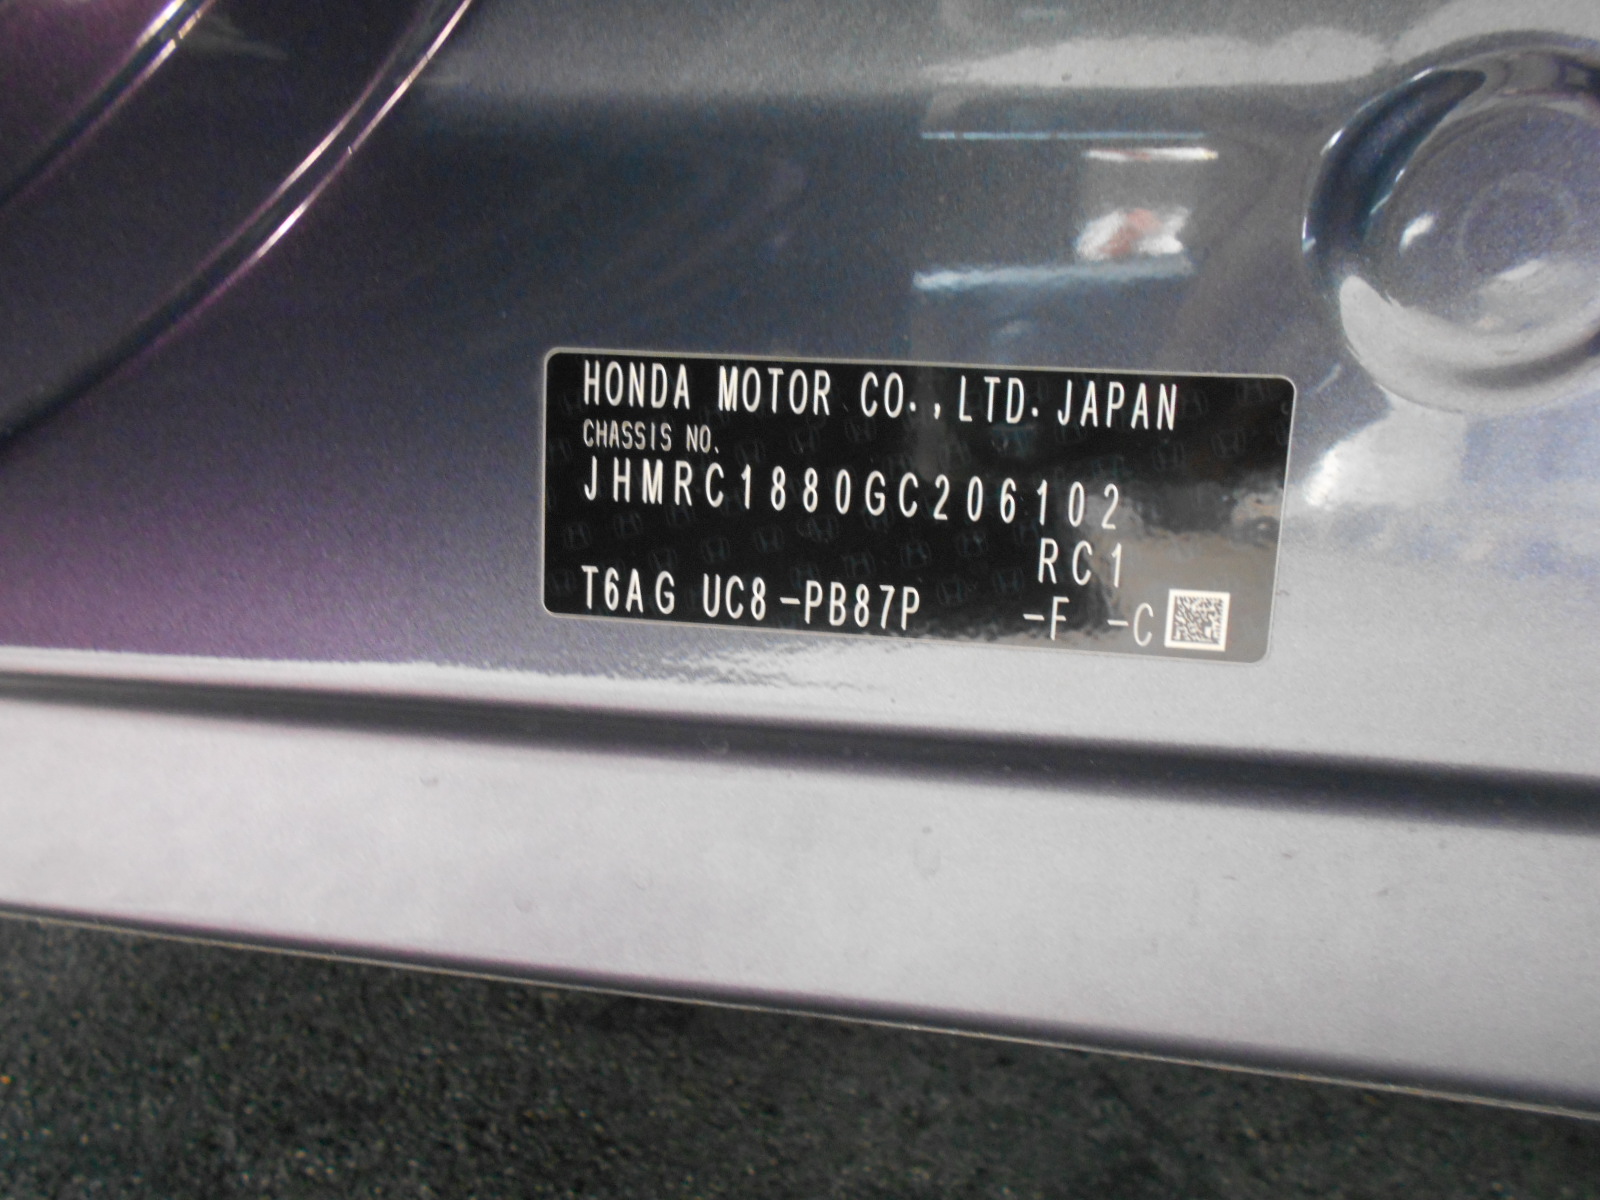 HONDA MOTOR CO.,LTD.JAPAN
CHASSIS NO.
JHMRC1880GC206102
RC1
T6AG UC8-PB87P -F -C